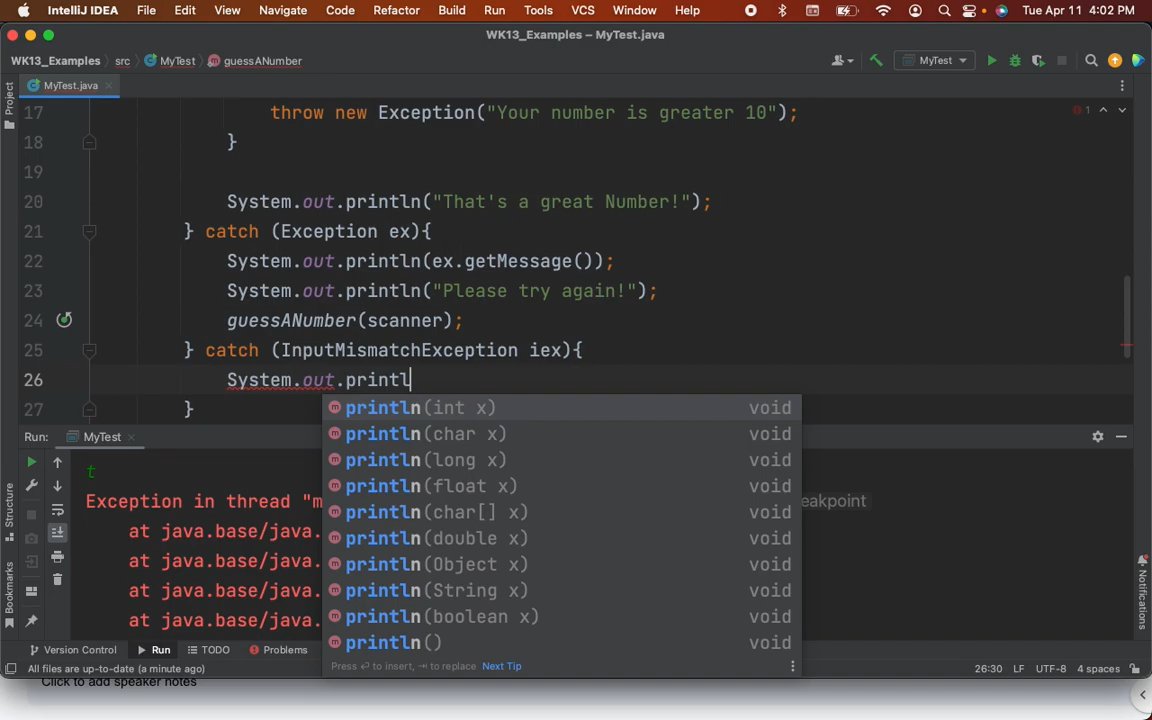 IntelliJ IDEA File Edit View Navigate Code Refactor Build Run Tools VCS Window Help Tue Apr 11 4:02 PM
WK13_Examples – MyTest.java
WK13_Examples src MyTest guessANumber MyTest
Project MyTest.java
17 throw new Exception("Your number is greater 10"); 1
18 }
19
20 System.out.println("That's a great Number!");
21 } catch (Exception ex){
22 System.out.println(ex.getMessage());
23 System.out.println("Please try again!");
24 guessANumber(scanner);
25 } catch (InputMismatchException iex){
26 System.out.printl
27 }
println(int x) void
println(char x) void
println(long x) void
println(float x) void
println(char[] x) void
println(double x) void
println(Object x) void
println(String x) void
println(boolean x) void
println() void
Press ⏎ to insert, ⇥ to replace Next Tip
Run: MyTest
t
Exception in thread "m eakpoint
at java.base/java.
at java.base/java.
at java.base/java.
at java.base/java.
Structure
Bookmarks
Notifications
Version Control Run TODO Problems
All files are up-to-date (a minute ago) 26:30 LF UTF-8 4 spaces
Click to add speaker notes